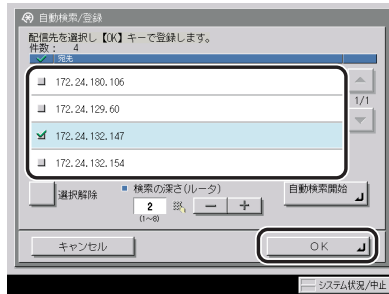 自動検索/登録
配信先を選択し【OK】キーで登録します。
件数： 4
宛先
172.24.180.106
172.24.129.60
172.24.132.147
172.24.132.154
1/1
選択解除
検索の深さ(ルータ)
2
(1~8)
自動検索開始
キャンセル
OK
システム状況/中止